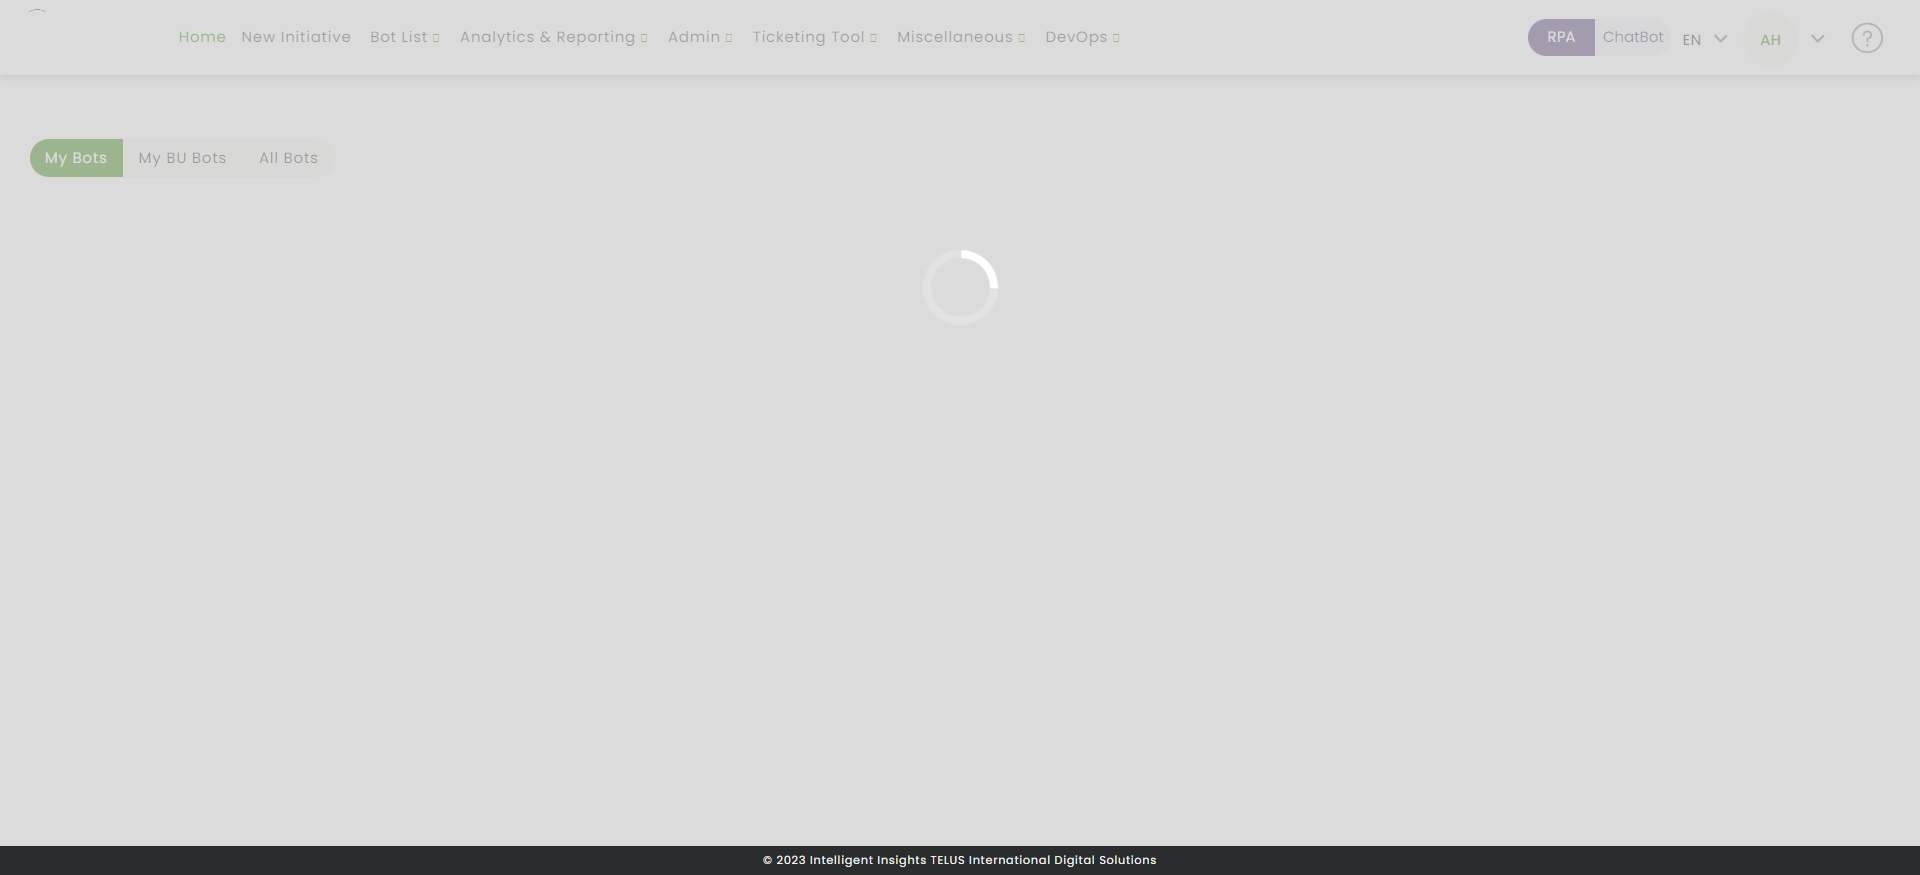 Home New Initiative Bot List Analytics & Reporting Admin Ticketing Tool Miscellaneous DevOps RPA ChatBot EN AH ?
My Bots My BU Bots All Bots
© 2023 Intelligent Insights TELUS International Digital Solutions